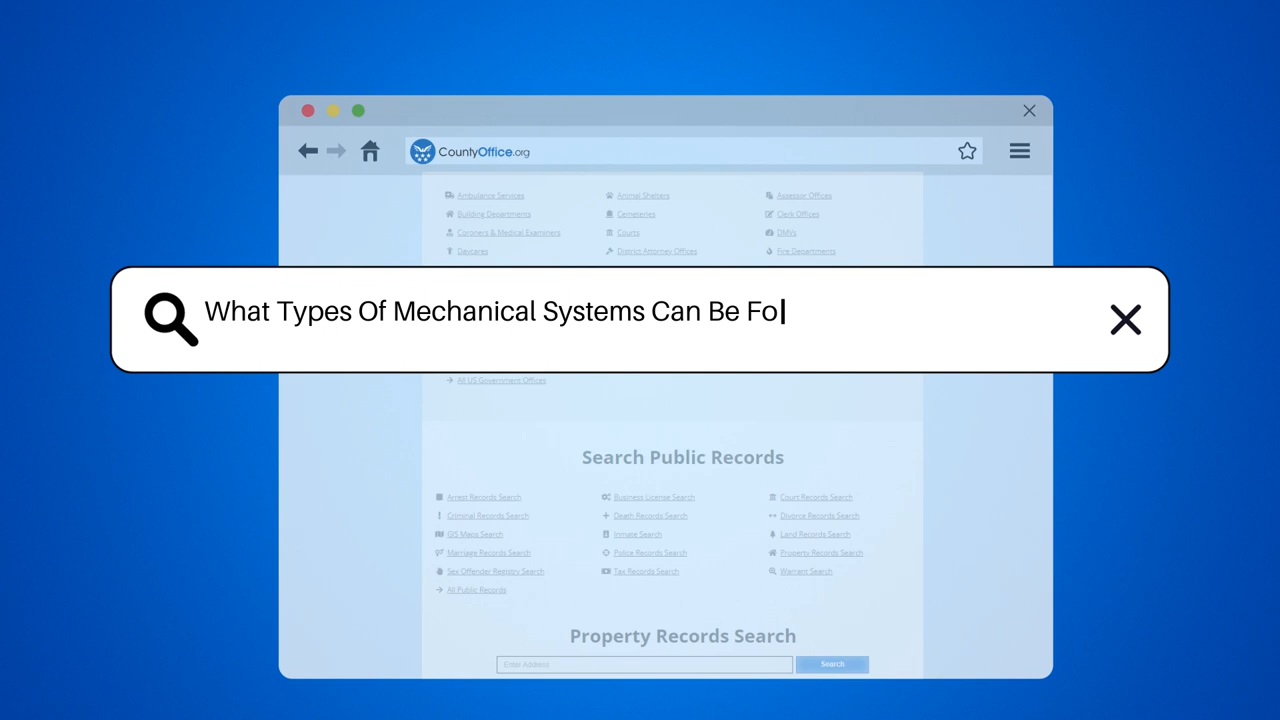 CountyOffice.org
Ambulance Services
Animal Shelters
Assessor Offices
Building Departments
Cemeteries
Clerk Offices
Coroners & Medical Examiners
Courts
DMVs
Daycares
District Attorney Offices
Fire Departments
What Types Of Mechanical Systems Can Be Fo
All US Government Offices
Search Public Records
Arrest Records Search
Business License Search
Court Records Search
Criminal Records Search
Death Records Search
Divorce Records Search
GIS Maps Search
Inmate Search
Land Records Search
Marriage Records Search
Police Records Search
Property Records Search
Sex Offender Registry Search
Tax Records Search
Warrant Search
All Public Records
Property Records Search
Enter Address
Search